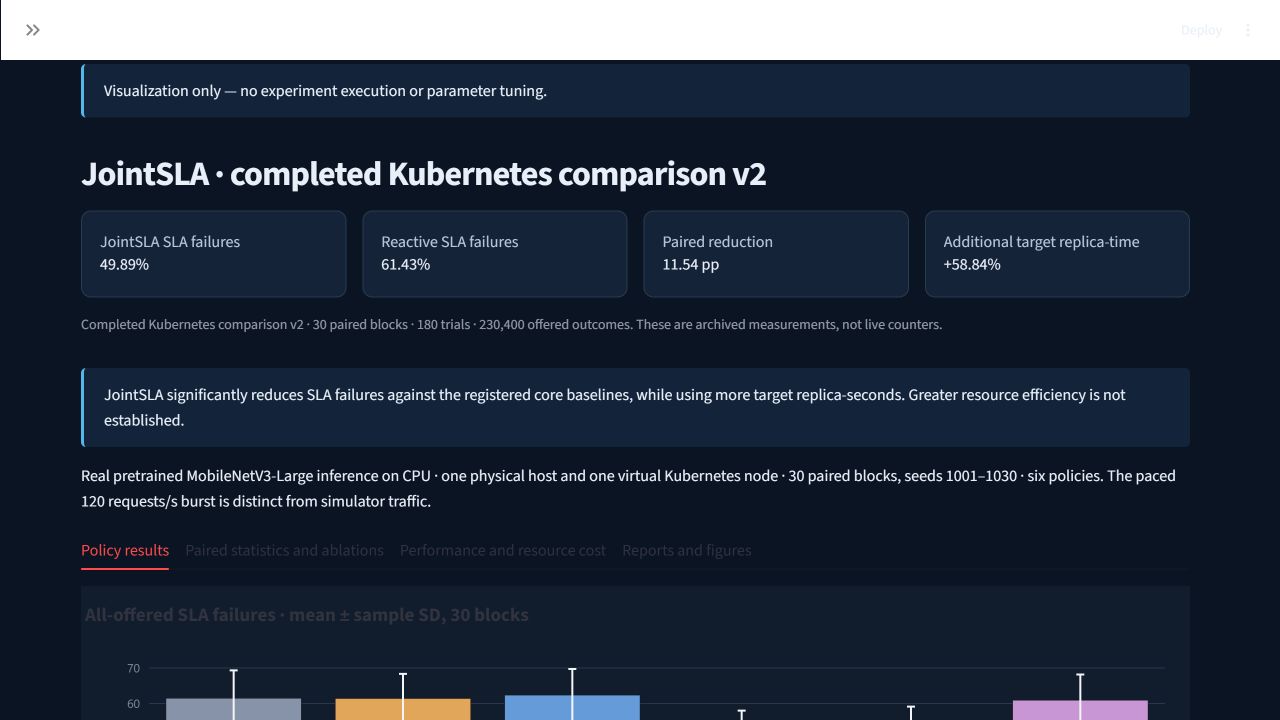 Deploy
Visualization only — no experiment execution or parameter tuning.
JointSLA · completed Kubernetes comparison v2
JointSLA SLA failures
49.89%
Reactive SLA failures
61.43%
Paired reduction
11.54 pp
Additional target replica-time
+58.84%
Completed Kubernetes comparison v2 · 30 paired blocks · 180 trials · 230,400 offered outcomes. These are archived measurements, not live counters.
JointSLA significantly reduces SLA failures against the registered core baselines, while using more target replica-seconds. Greater resource efficiency is not
established.
Real pretrained MobileNetV3-Large inference on CPU · one physical host and one virtual Kubernetes node · 30 paired blocks, seeds 1001–1030 · six policies. The paced
120 requests/s burst is distinct from simulator traffic.
Policy results Paired statistics and ablations Performance and resource cost Reports and figures
All-offered SLA failures · mean ± sample SD, 30 blocks
70
60